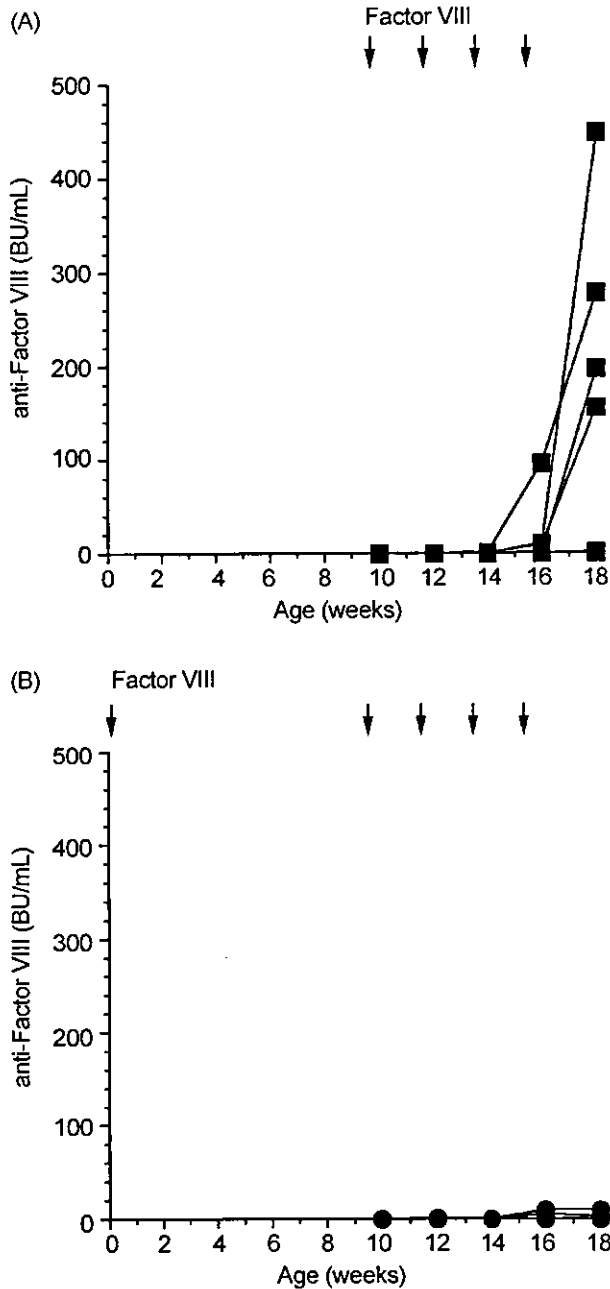 (A)
Factor VIII
500
400
300
200
100
0
anti-Factor VIII (BU/mL)
0 2 4 6 8 10 12 14 16 18
Age (weeks)
(B)
Factor VIII
500
400
300
200
100
0
anti-Factor VIII (BU/mL)
0 2 4 6 8 10 12 14 16 18
Age (weeks)